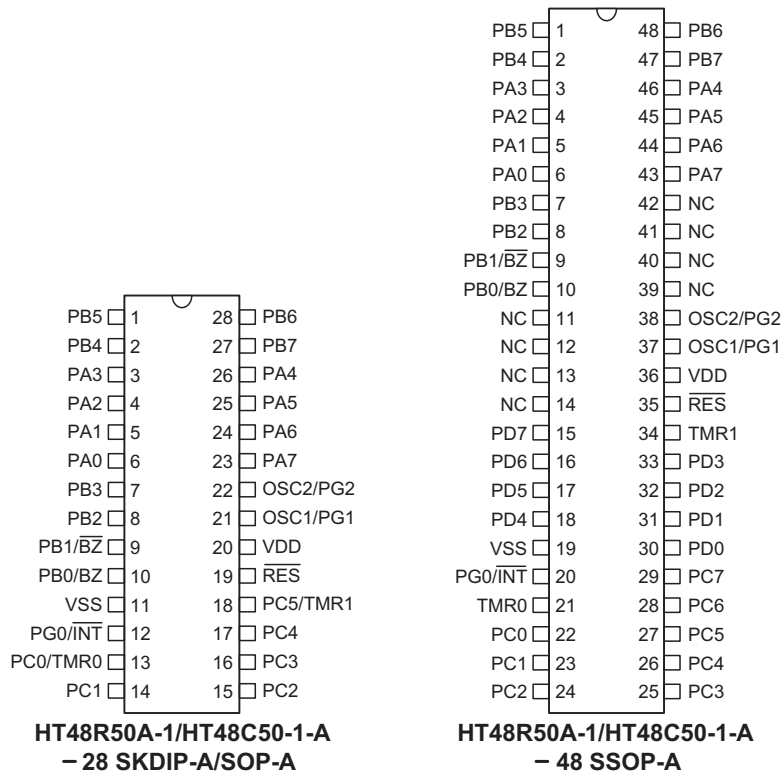 PB5 1 28 PB6
PB4 2 27 PB7
PA3 3 26 PA4
PA2 4 25 PA5
PA1 5 24 PA6
PA0 6 23 PA7
PB3 7 22 OSC2/PG2
PB2 8 21 OSC1/PG1
PB1/B̅Z̅ 9 20 VDD
PB0/BZ 10 19 R̅E̅S̅
VSS 11 18 PC5/TMR1
PG0/I̅N̅T̅ 12 17 PC4
PC0/TMR0 13 16 PC3
PC1 14 15 PC2
HT48R50A-1/HT48C50-1-A
– 28 SKDIP-A/SOP-A
PB5 1 48 PB6
PB4 2 47 PB7
PA3 3 46 PA4
PA2 4 45 PA5
PA1 5 44 PA6
PA0 6 43 PA7
PB3 7 42 NC
PB2 8 41 NC
PB1/B̅Z̅ 9 40 NC
PB0/BZ 10 39 NC
NC 11 38 OSC2/PG2
NC 12 37 OSC1/PG1
NC 13 36 VDD
NC 14 35 R̅E̅S̅
PD7 15 34 TMR1
PD6 16 33 PD3
PD5 17 32 PD2
PD4 18 31 PD1
VSS 19 30 PD0
PG0/I̅N̅T̅ 20 29 PC7
TMR0 21 28 PC6
PC0 22 27 PC5
PC1 23 26 PC4
PC2 24 25 PC3
HT48R50A-1/HT48C50-1-A
– 48 SSOP-A